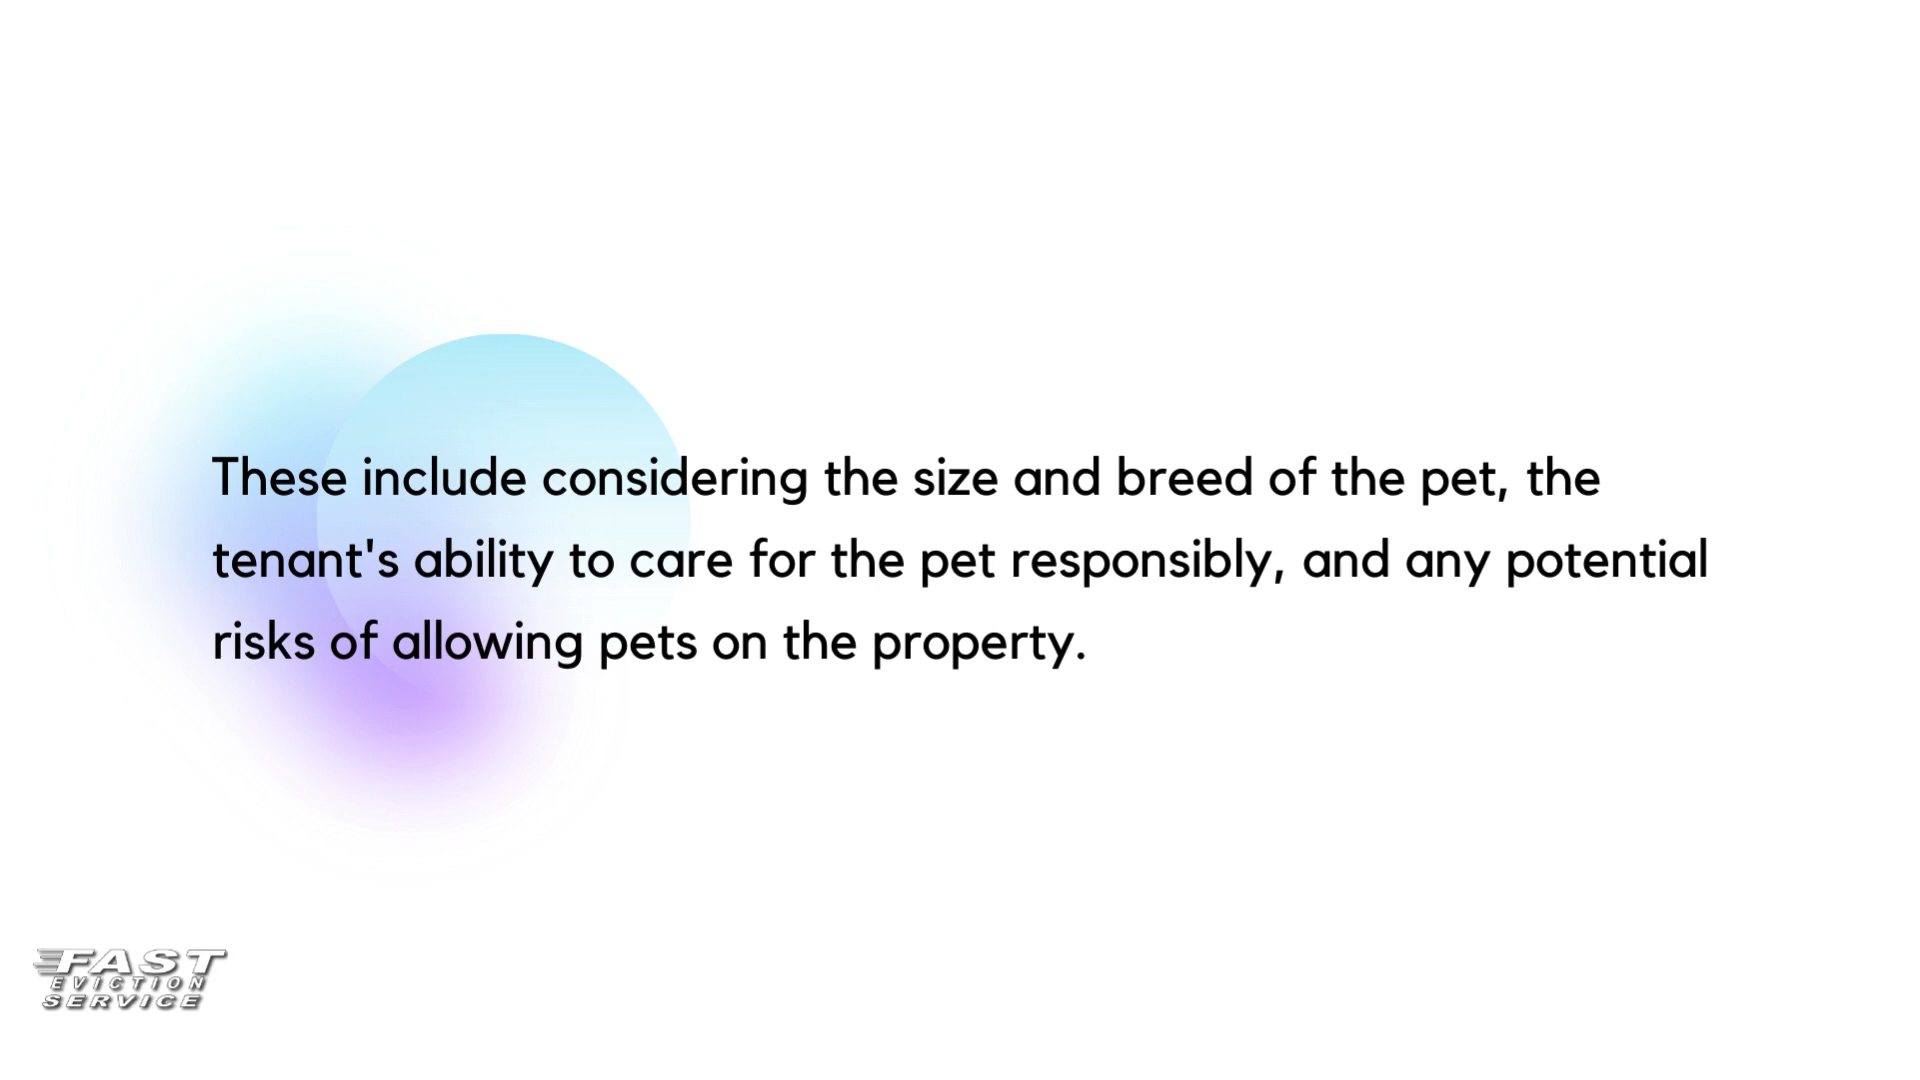 These include considering the size and breed of the pet, the
tenant's ability to care for the pet responsibly, and any potential
risks of allowing pets on the property.
FAST
EVICTION
SERVICE